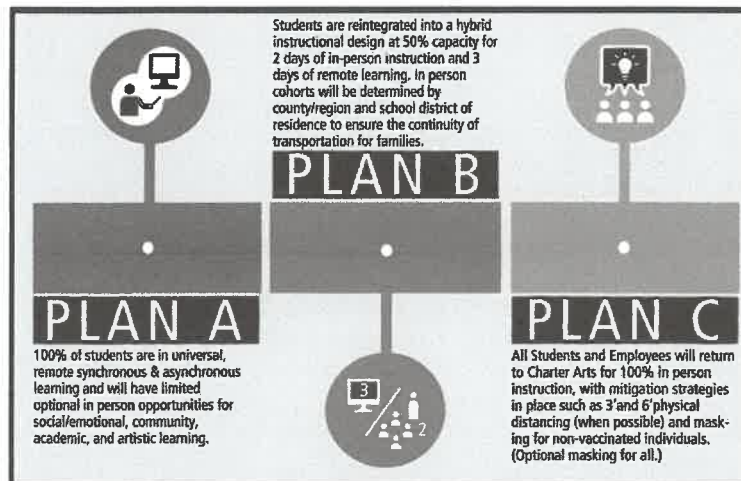 Students are reintegrated into a hybrid
instructional design at 50% capacity for
2 days of in-person instruction and 3
days of remote learning. In person
cohorts will be determined by
county/region and school district of
residence to ensure the continuity of
transportation for families.
PLAN B
3
2
PLAN A
100% of students are in universal,
remote synchronous & asynchronous
learning and will have limited
optional in person opportunities for
social/emotional, community,
academic, and artistic learning.
PLAN C
All Students and Employees will return
to Charter Arts for 100% in person
instruction, with mitigation strategies
in place such as 3'and 6'physical
distancing (when possible) and mask-
ing for non-vaccinated individuals.
(Optional masking for all.)